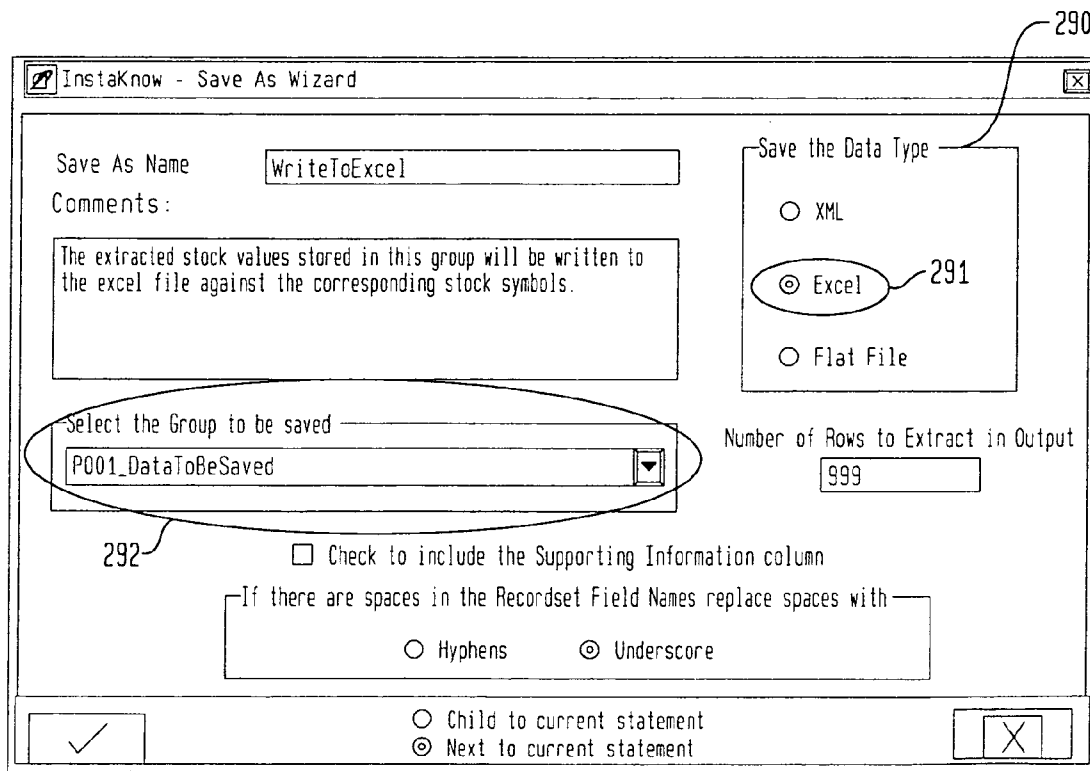 290
InstaKnow - Save As Wizard
Save As Name
WriteToExcel
Comments:
The extracted stock values stored in this group will be written to
the excel file against the corresponding stock symbols.
Save the Data Type
XML
Excel
291
Flat File
Select the Group to be saved
P001_DataToBeSaved
292
Number of Rows to Extract in Output
999
Check to include the Supporting Information column
If there are spaces in the Recordset Field Names replace spaces with
Hyphens
Underscore
Child to current statement
Next to current statement